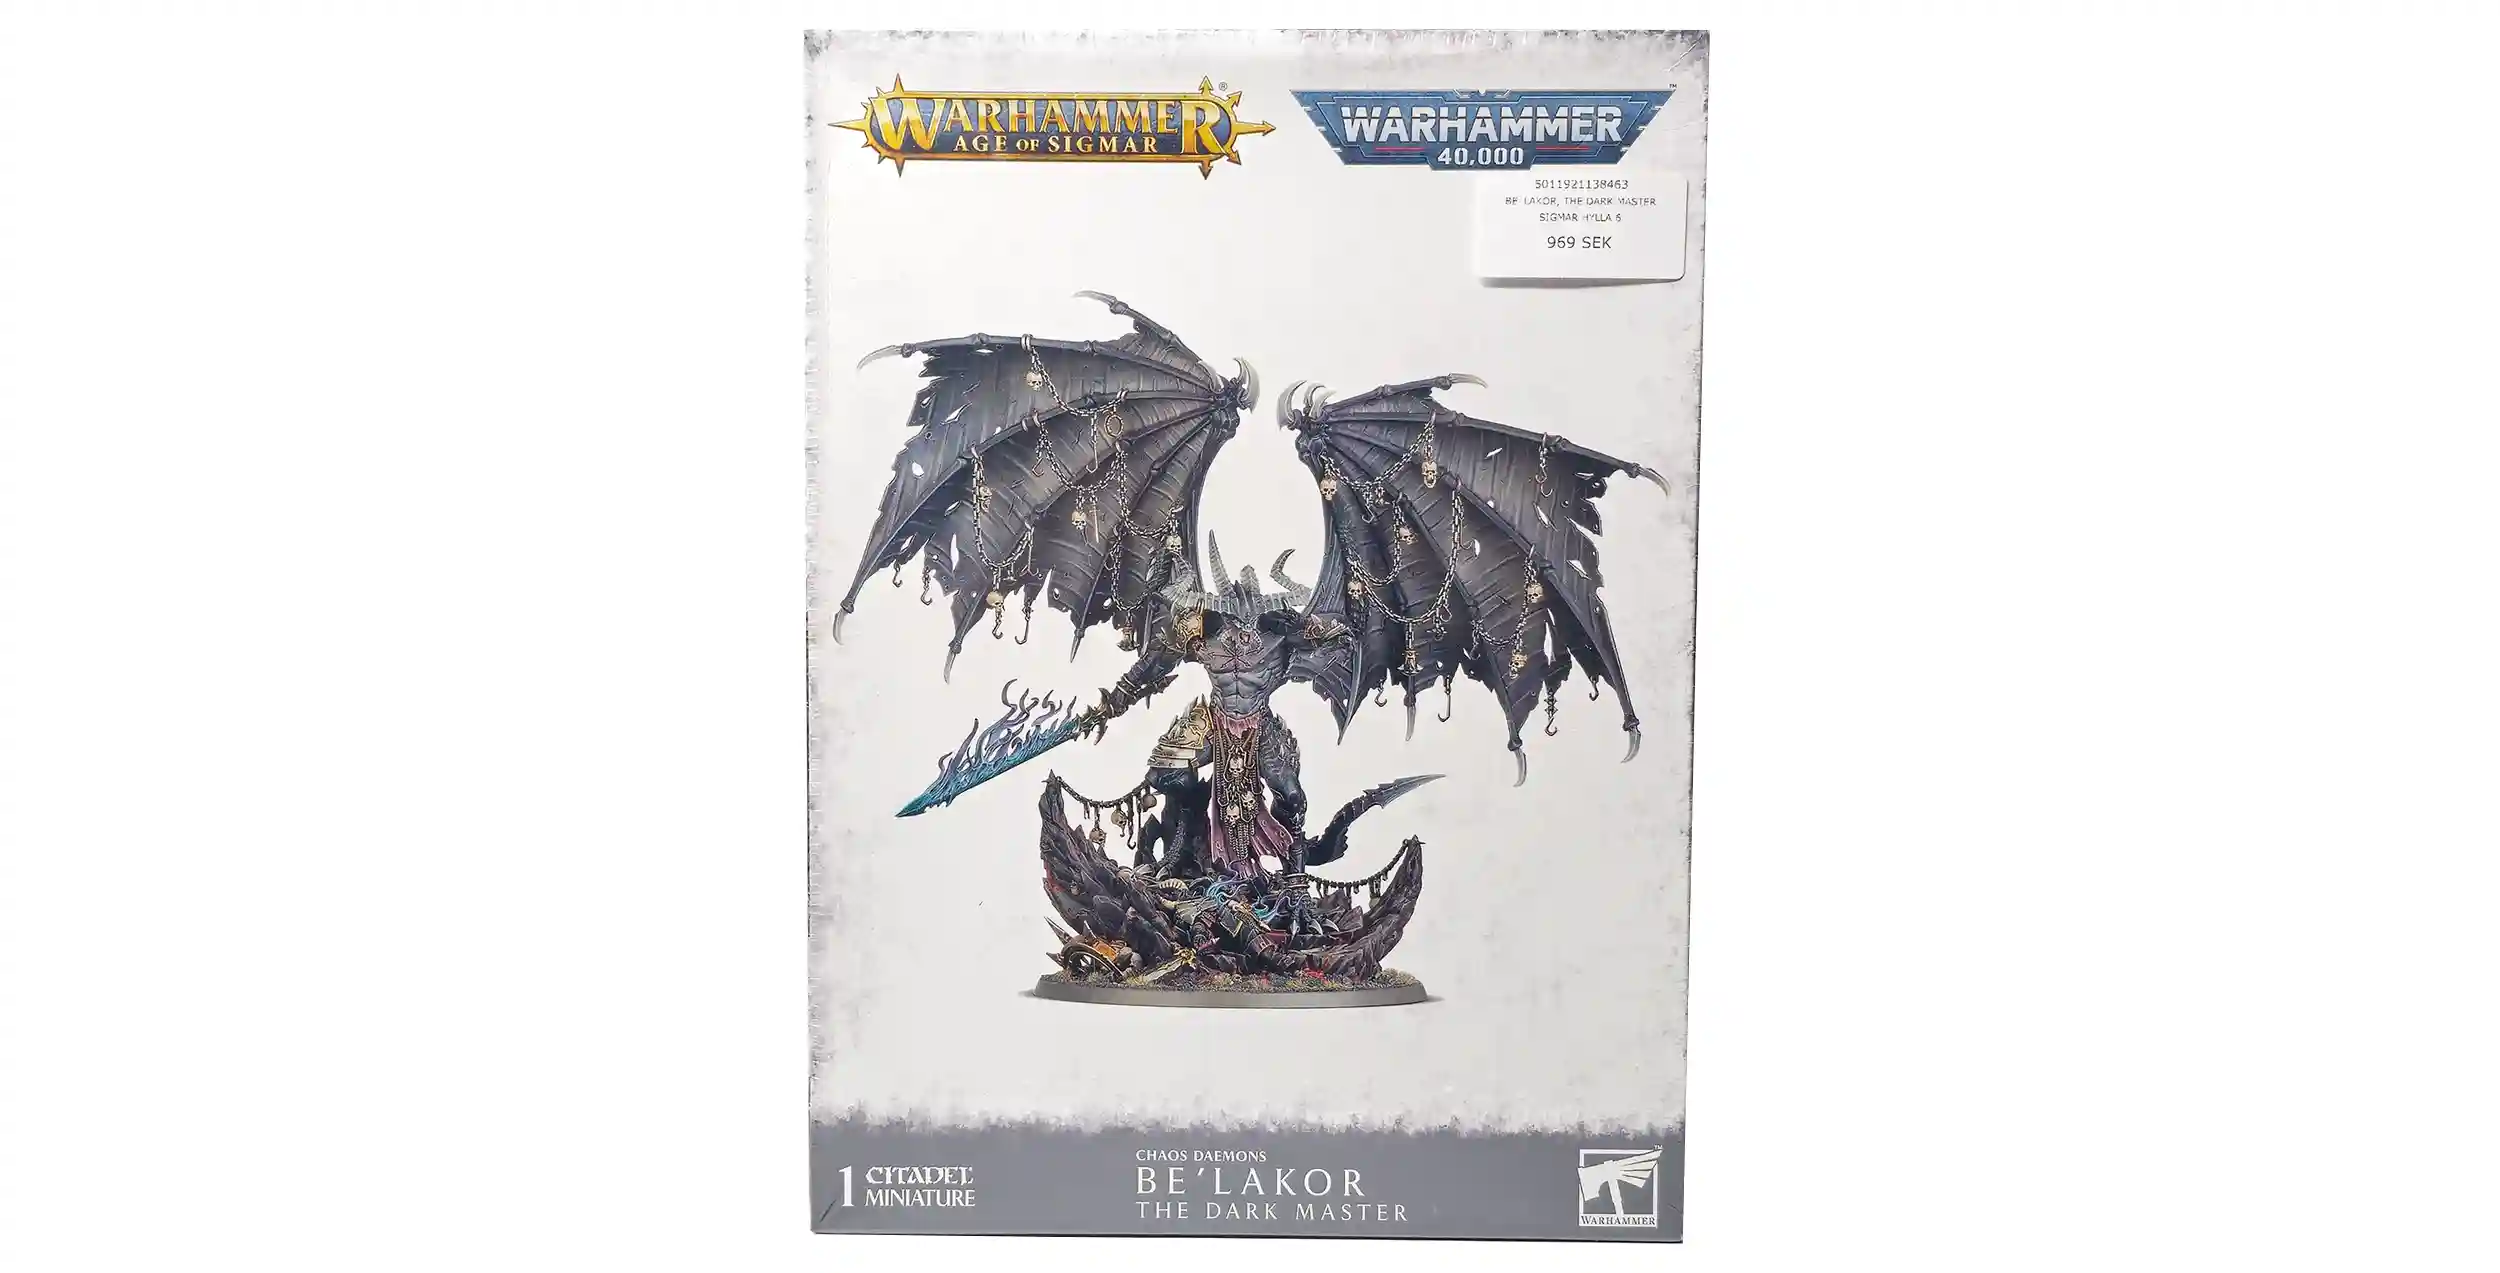 WARHAMMER
AGE OF SIGMAR
WARHAMMER
40,000
5011921138463
BE'LAKOR, THE DARK MASTER
SIGMAR HYLLA 6
969 SEK
1 CITADEL
MINIATURE
CHAOS DAEMONS
BE'LAKOR
THE DARK MASTER
WARHAMMER